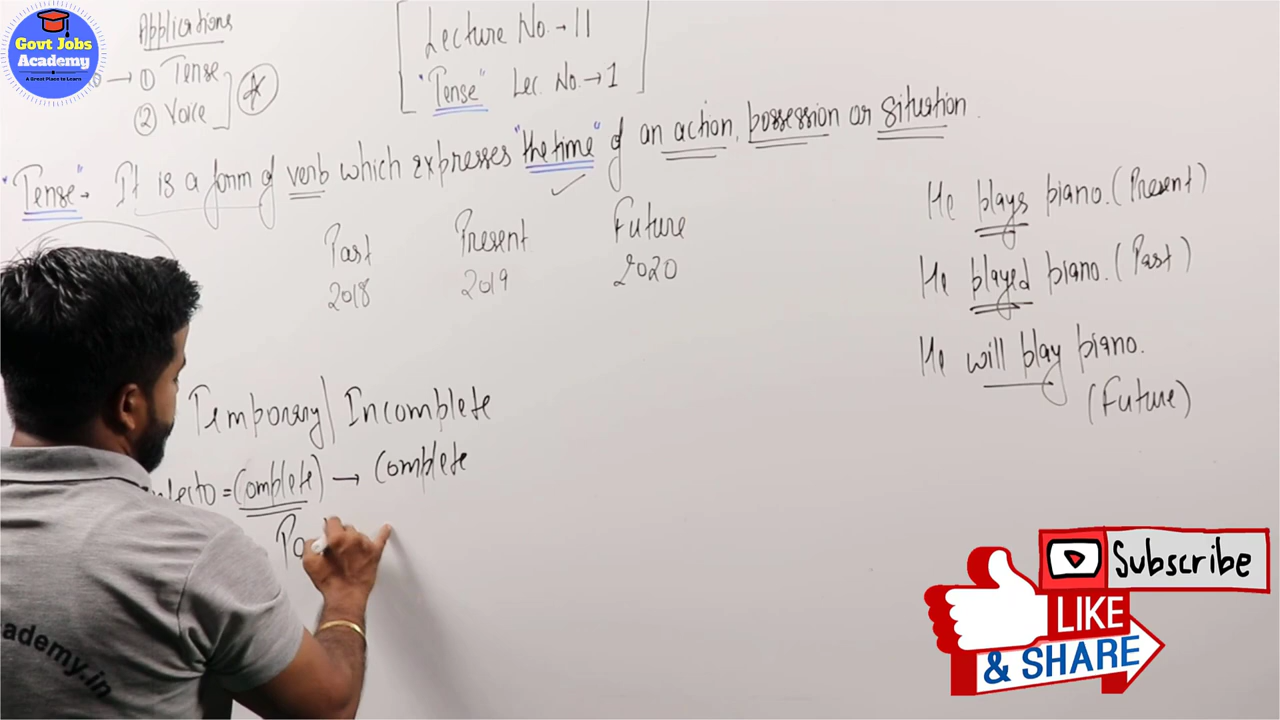 Govt Jobs
Academy
A Great Place to Learn
Applications
→ ① Tense
② Voice
Lecture No. → 11
"Tense" Lec. No. → 1
"Tense" → It is a form of verb which expresses "the time" of an action, possession or situation.
Past Present Future
2018 2019 2020
He plays piano. (Present)
He played piano. (Past)
He will play piano.
(Future)
Temporary/ Incomplete
= (Complete) → Complete
ademy.in
Subscribe
LIKE
& SHARE